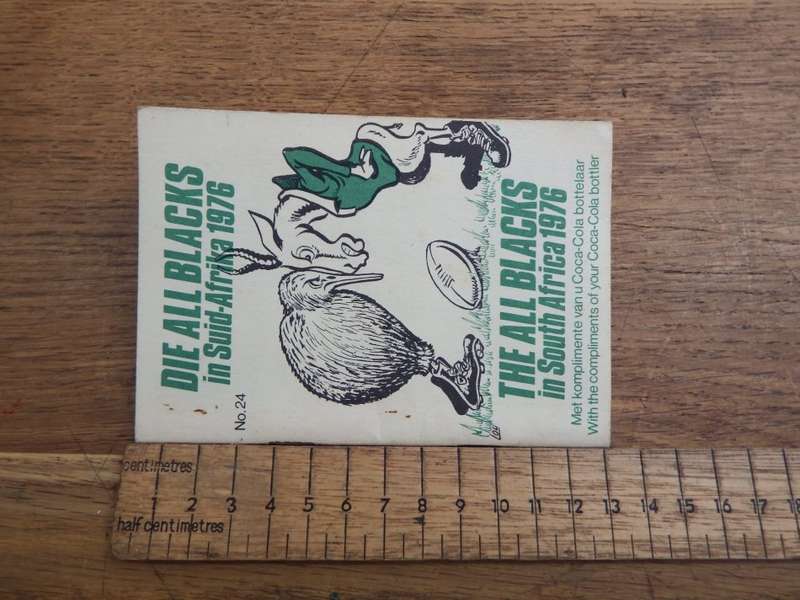 DIE ALL BLACKS
in Suid-Afrika 1976
No. 24
THE ALL BLACKS
in South Africa 1976
Met komplimente van u Coca-Cola bottelaar
With the compliments of your Coca-Cola bottler
centimetres
1 2 3 4 5 6 7 8 9 10 11 12 13 14 15 16 17 18
half centimetres